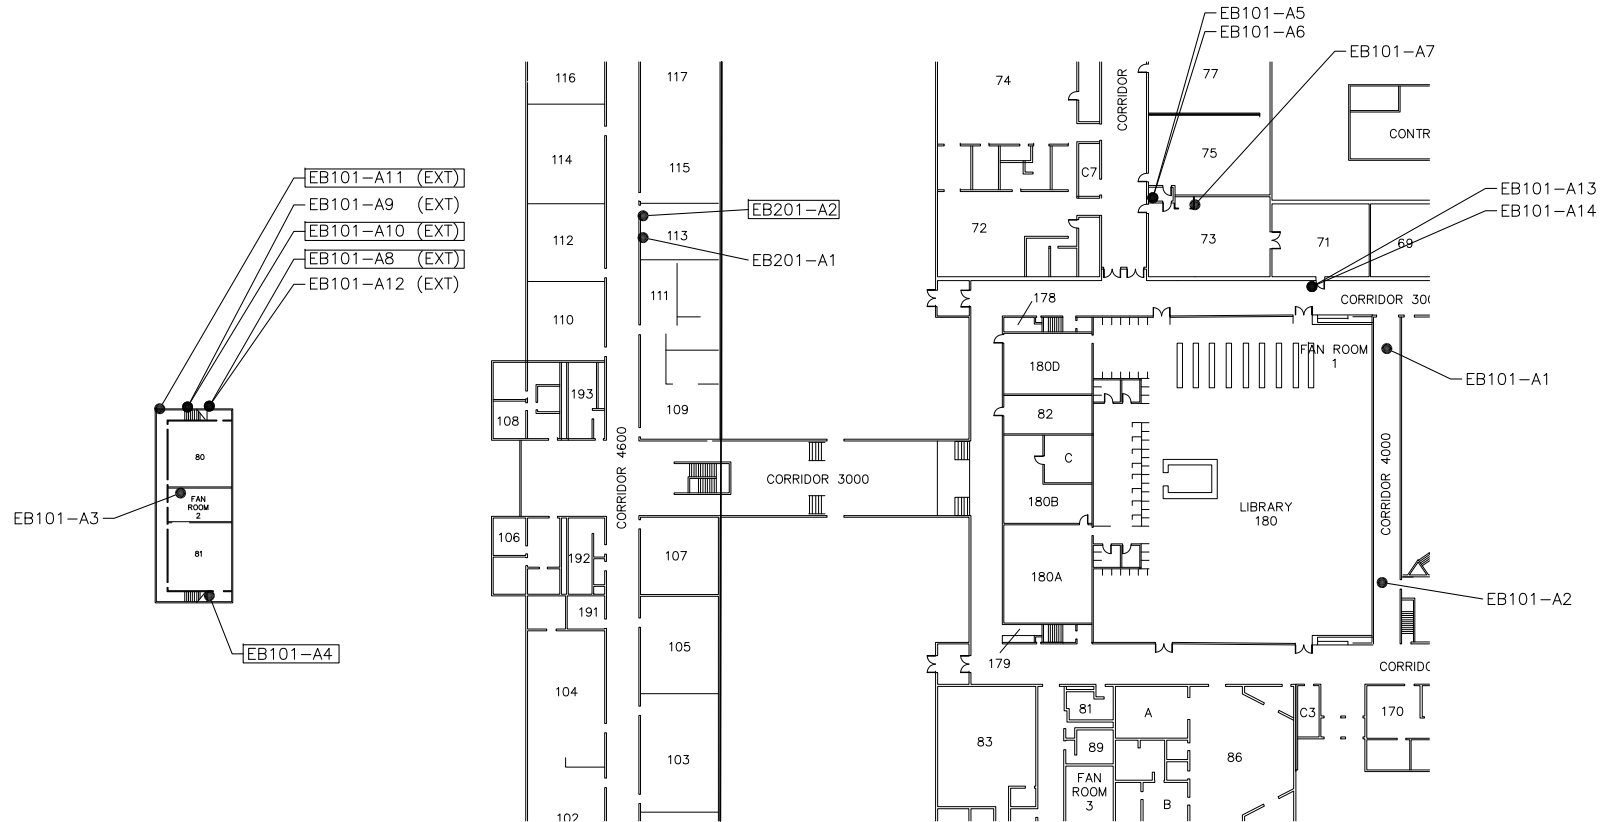 EB101-A5
EB101-A6
EB101-A7
116
117
74
CORRIDOR
77
CONTR
114
115
C7
75
EB101-A11 (EXT)
EB101-A9 (EXT)
EB101-A10 (EXT)
EB101-A8 (EXT)
EB101-A12 (EXT)
EB201-A2
EB201-A1
EB101-A13
EB101-A14
112
113
72
73
71
69
111
178
CORRIDOR 300
110
180D
FAN ROOM
1
EB101-A1
193
108
109
82
80
CORRIDOR 4600
C
CORRIDOR 3000
CORRIDOR 4000
FAN
ROOM
2
EB101-A3
180B
LIBRARY
180
106
192
107
81
180A
EB101-A2
191
EB101-A4
105
179
CORRIDO
104
81
A
C3
170
83
89
86
103
FAN
ROOM
3
B
102